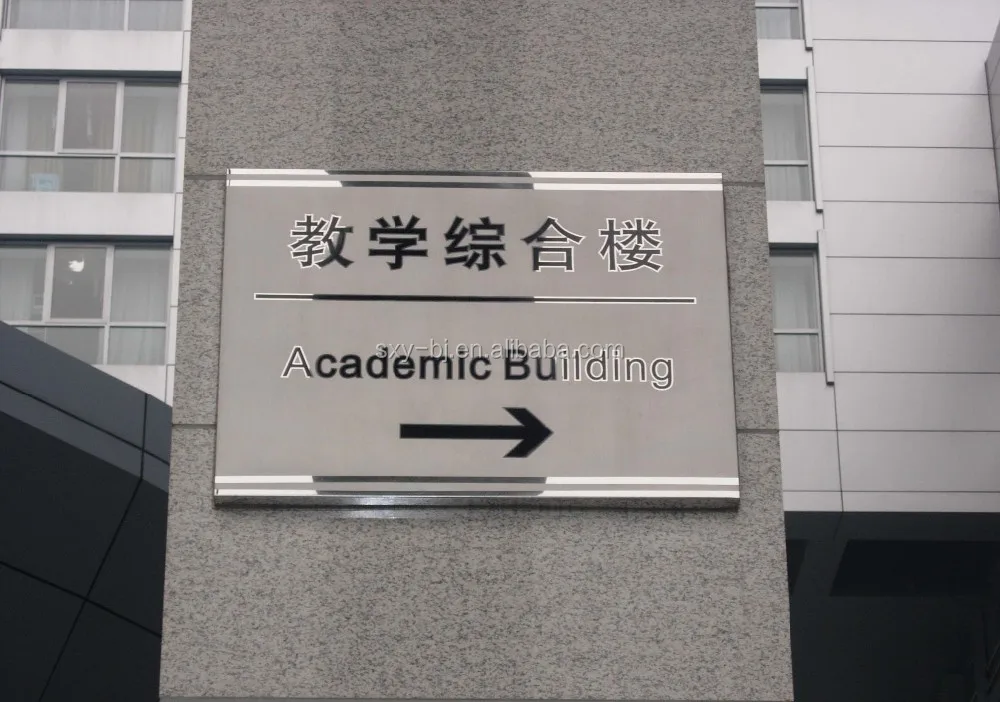 教学综合楼
sxy-bj.en.alibaba.com
Academic Building